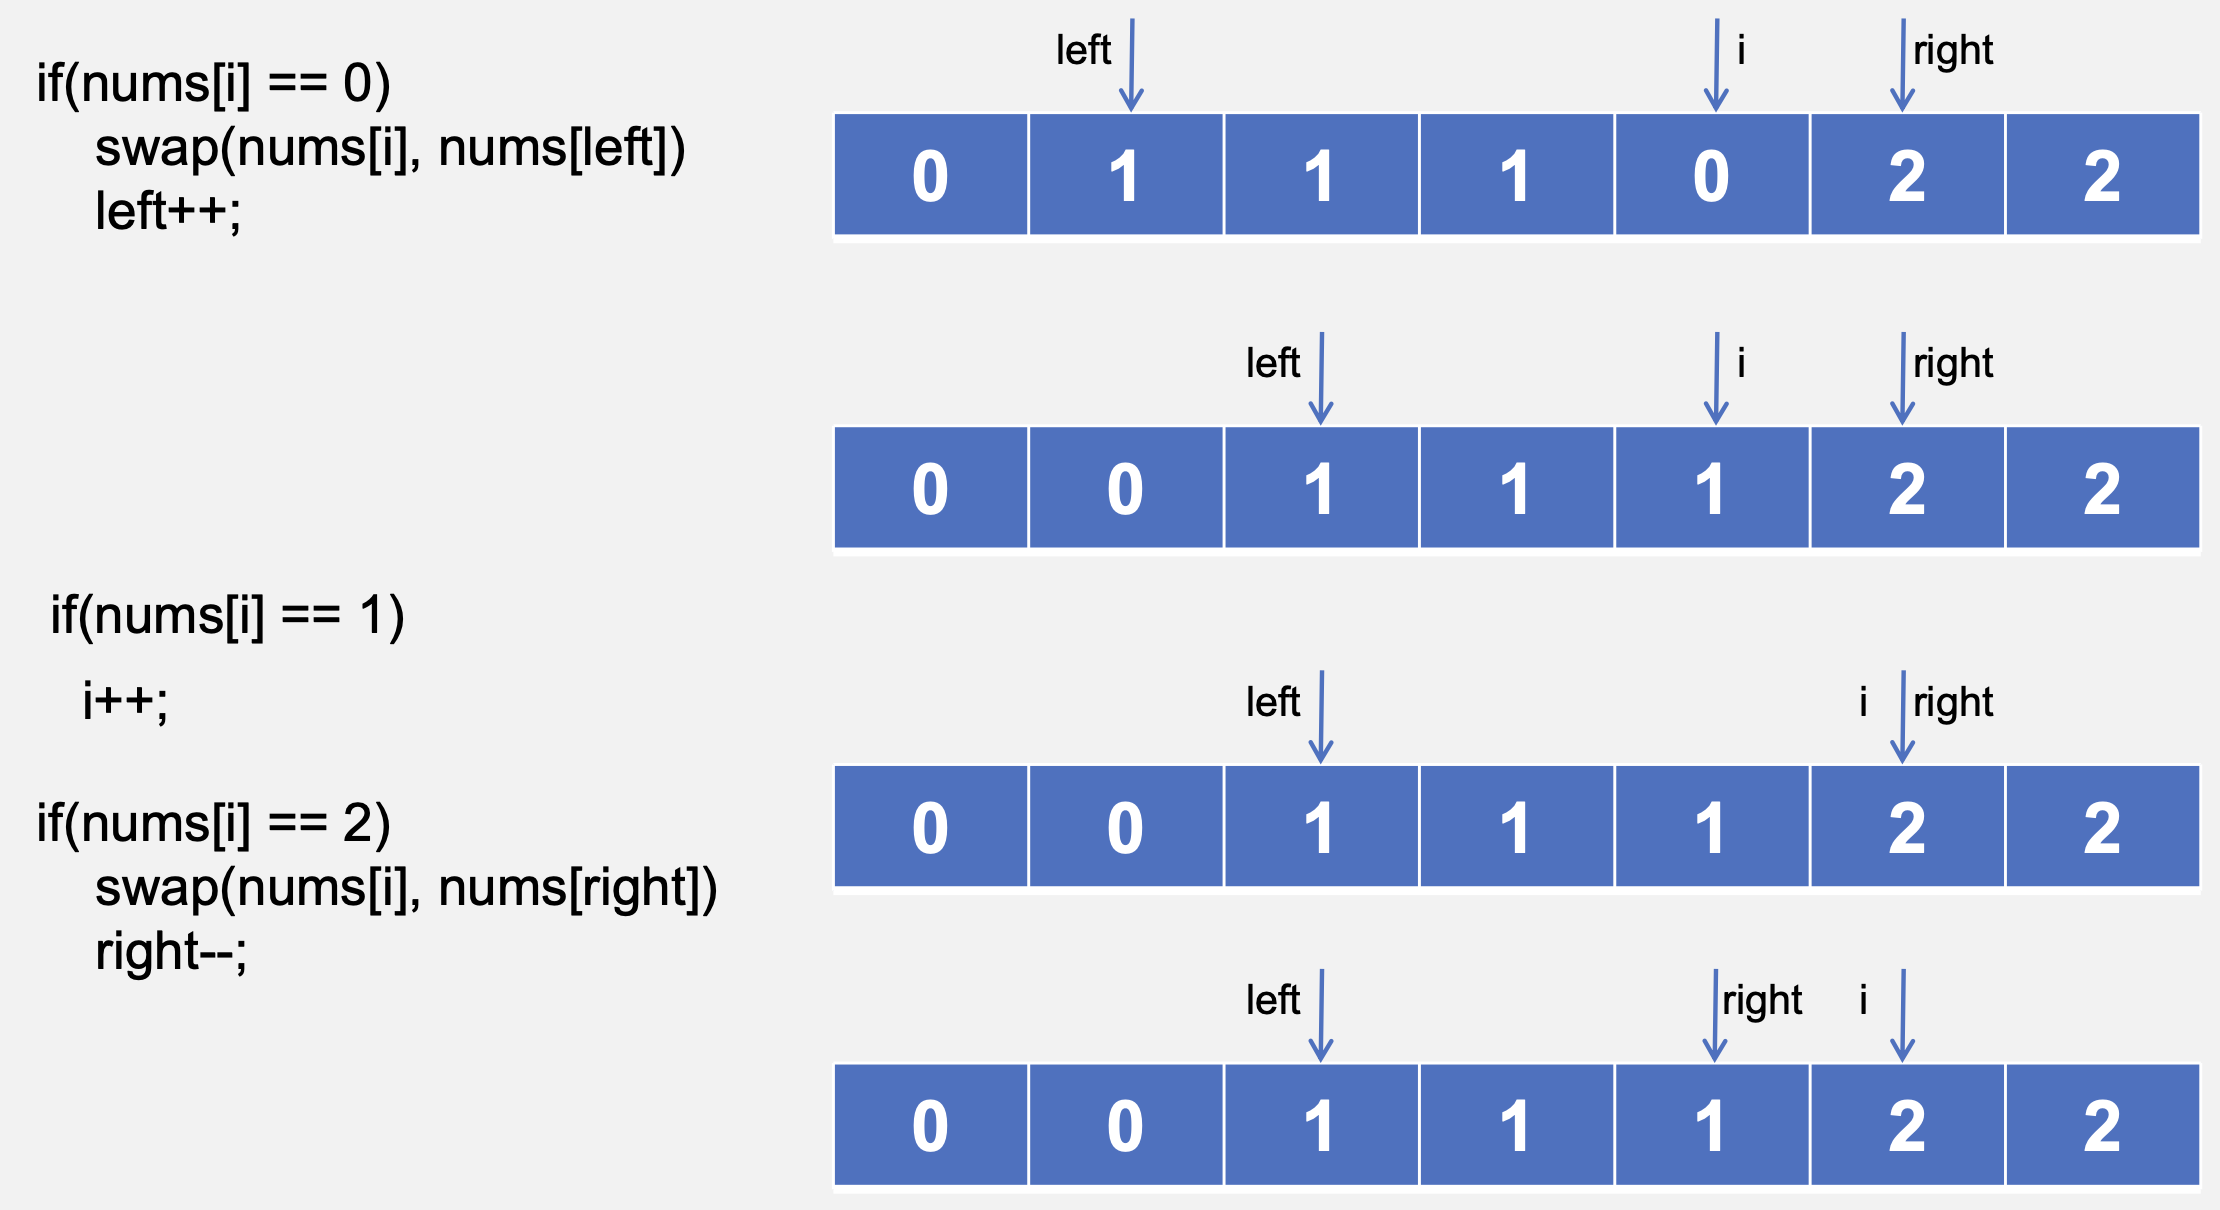 if(nums[i] == 0)
swap(nums[i], nums[left])
left++;
left i right
0 1 1 1 0 2 2
left i right
0 0 1 1 1 2 2
if(nums[i] == 1)
i++;
left i right
0 0 1 1 1 2 2
if(nums[i] == 2)
swap(nums[i], nums[right])
right--;
left right i
0 0 1 1 1 2 2